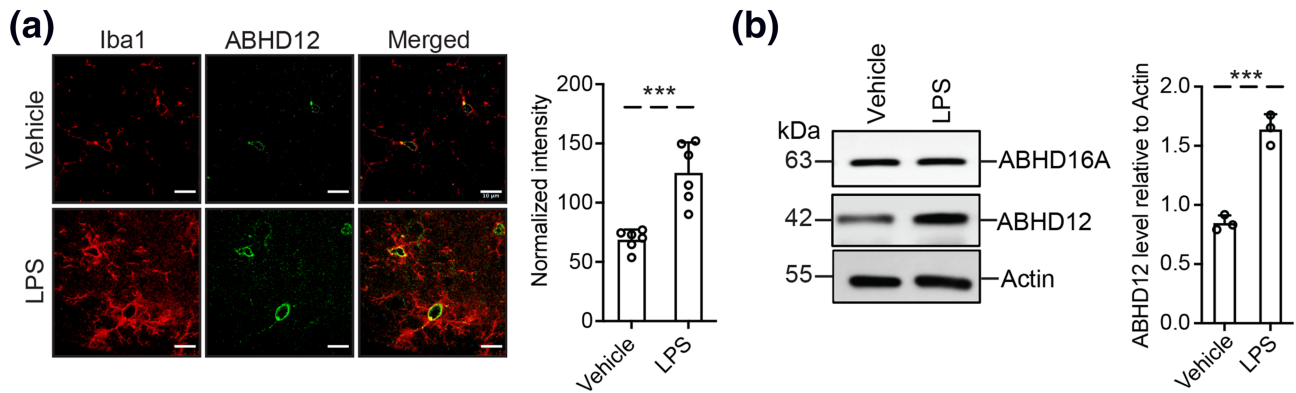 (a)
Iba1 ABHD12 Merged
Vehicle
LPS
10 µm
Normalized intensity
200
150
100
50
0
***
Vehicle
LPS
(b)
Vehicle
LPS
kDa
63
ABHD16A
42
ABHD12
55
Actin
ABHD12 level relative to Actin
2.0
1.5
1.0
0.5
0.0
***
Vehicle
LPS